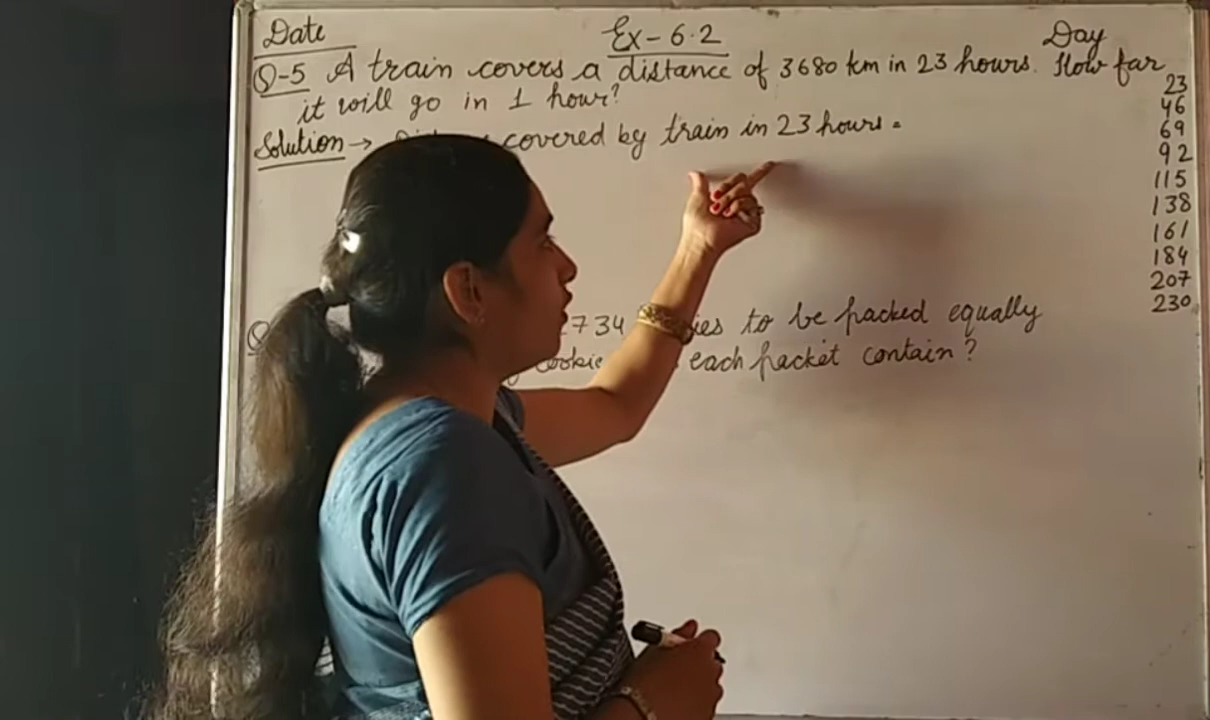 Date Ex-6.2 Day
Q-5 A train covers a distance of 3680 km in 23 hours. How far
it will go in 1 hour?
Solution → covered by train in 23 hours =
734 to be packed equally
each packet contain?
23
46
69
92
115
138
161
184
207
230